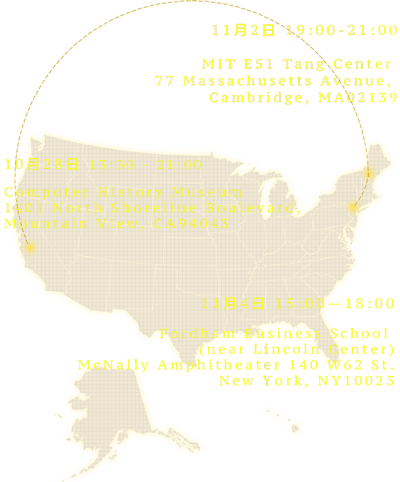 11月2日 19:00-21:00
MIT E51 Tang Center
77 Massachusetts Avenue,
Cambridge, MA02139
10月28日 15:30 - 21:00
Computer History Museum
1401 North Shoreline Boulevard,
Mountain View, CA94043
11月4日 15:00—18:00
Fordham Business School
(near Lincoln Center)
McNally Amphitheater 140 W62 St.
New York, NY10023